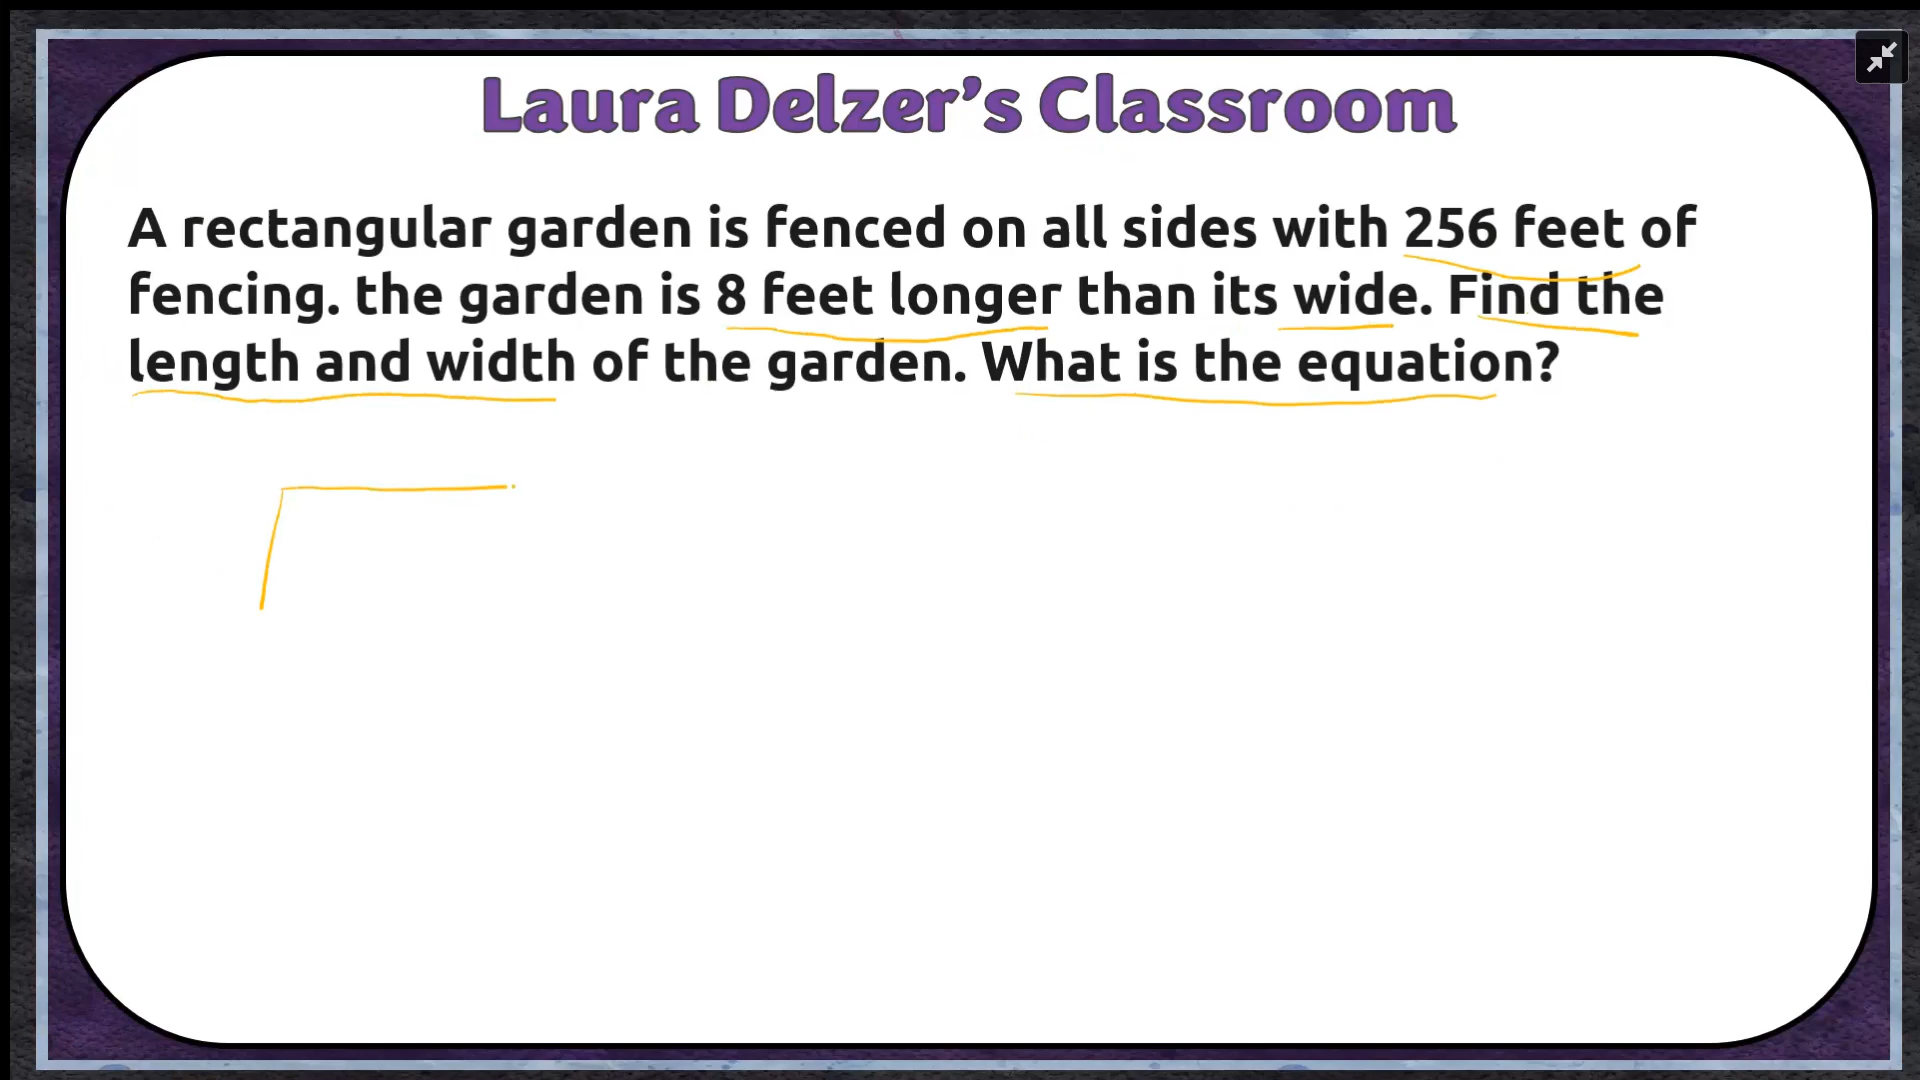 Laura Delzer’s Classroom
A rectangular garden is fenced on all sides with 256 feet of
fencing. the garden is 8 feet longer than its wide. Find the
length and width of the garden. What is the equation?